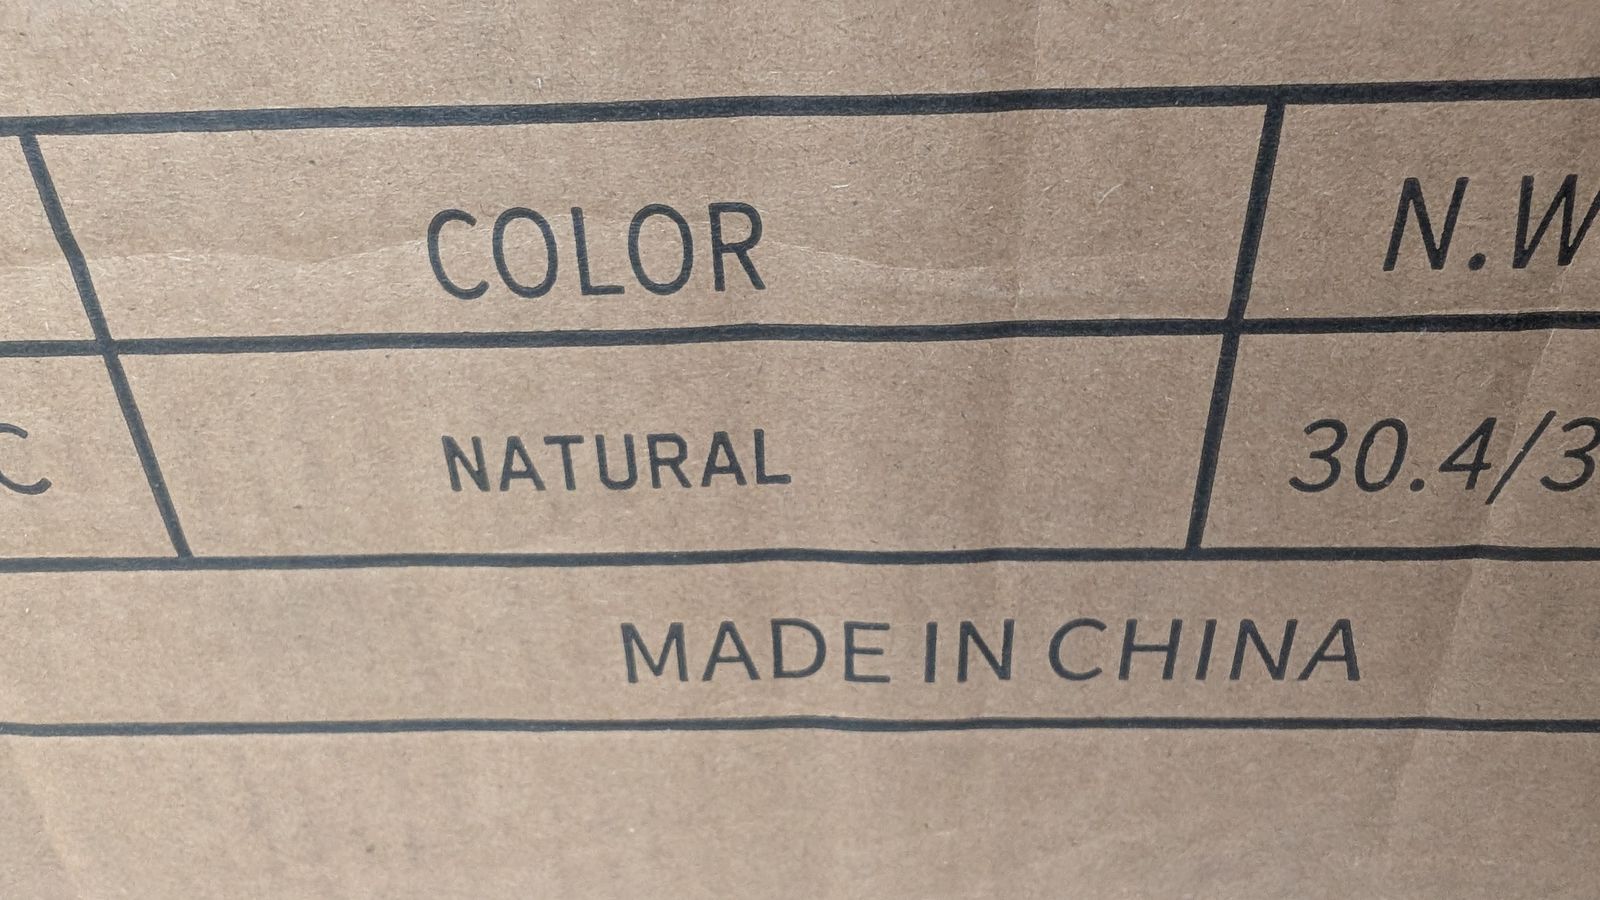 COLOR N.W
C NATURAL 30.4/3
MADE IN CHINA